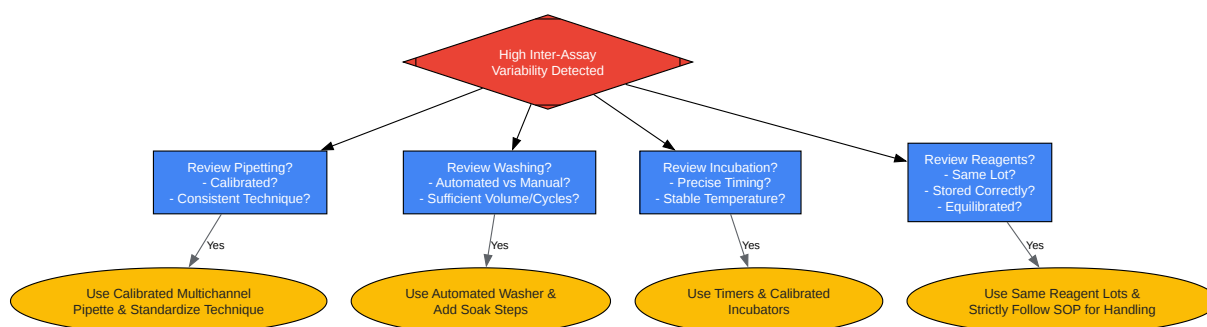 High Inter-Assay
Variability Detected
Review Pipetting?
- Calibrated?
- Consistent Technique?
Review Washing?
- Automated vs Manual?
- Sufficient Volume/Cycles?
Review Incubation?
- Precise Timing?
- Stable Temperature?
Review Reagents?
- Same Lot?
- Stored Correctly?
- Equilibrated?
Yes
Yes
Yes
Yes
Use Calibrated Multichannel
Pipette & Standardize Technique
Use Automated Washer &
Add Soak Steps
Use Timers & Calibrated
Incubators
Use Same Reagent Lots &
Strictly Follow SOP for Handling